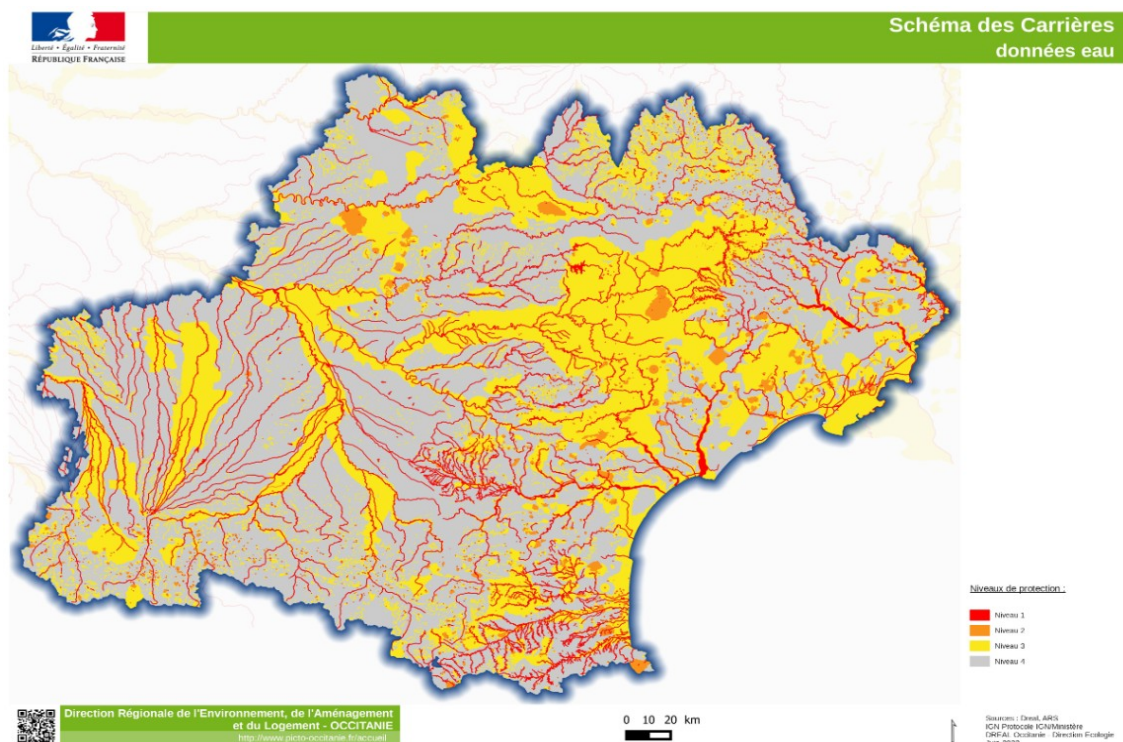 Liberté • Égalité • Fraternité
RÉPUBLIQUE FRANÇAISE
Schéma des Carrières
données eau
Niveaux de protection :
Niveau 1
Niveau 2
Niveau 3
Niveau 4
Direction Régionale de l'Environnement, de l'Aménagement
et du Logement - OCCITANIE
http://www.picto-occitanie.fr/accueil
0 10 20 km
Sources : Dreal, ARS
IGN Protocole IGN/Ministère
DREAL Occitanie - Direction Ecologie